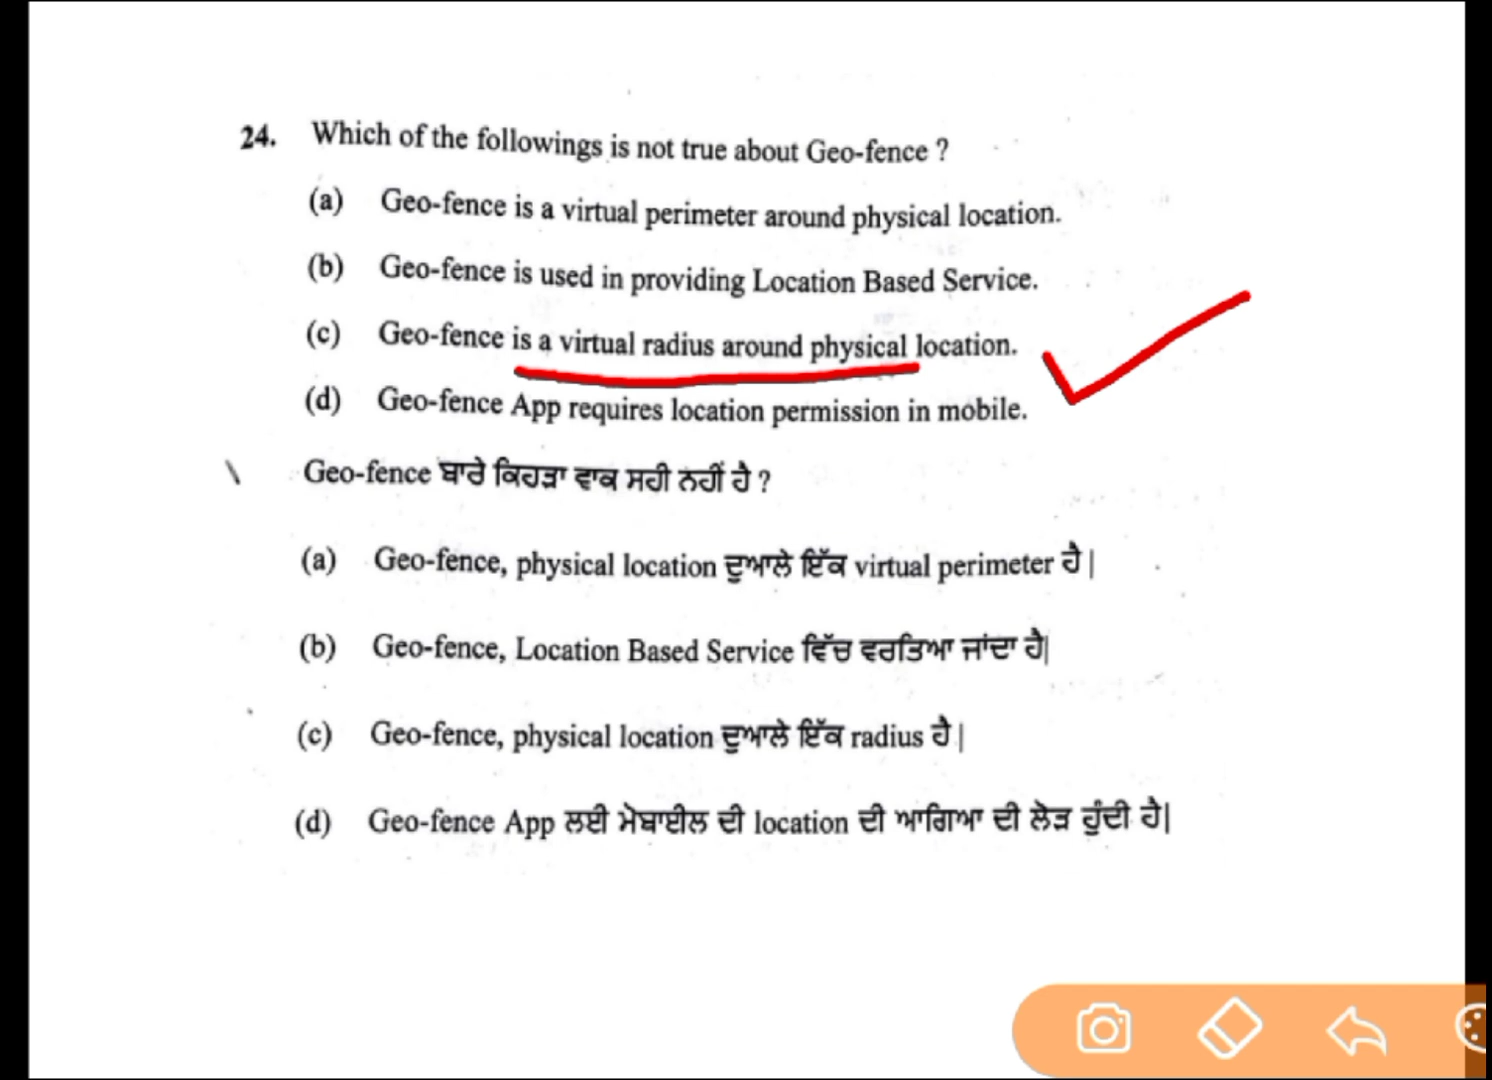 24. Which of the followings is not true about Geo-fence ?
(a) Geo-fence is a virtual perimeter around physical location.
(b) Geo-fence is used in providing Location Based Service.
(c) Geo-fence is a virtual radius around physical location.
(d) Geo-fence App requires location permission in mobile.
Geo-fence ਬਾਰੇ ਕਿਹੜਾ ਵਾਕ ਸਹੀ ਨਹੀਂ ਹੈ ?
(a) Geo-fence, physical location ਦੁਆਲੇ ਇੱਕ virtual perimeter ਹੈ |
(b) Geo-fence, Location Based Service ਵਿੱਚ ਵਰਤਿਆ ਜਾਂਦਾ ਹੈ|
(c) Geo-fence, physical location ਦੁਆਲੇ ਇੱਕ radius ਹੈ |
(d) Geo-fence App ਲਈ ਮੋਬਾਈਲ ਦੀ location ਦੀ ਆਗਿਆ ਦੀ ਲੋੜ ਹੁੰਦੀ ਹੈ|